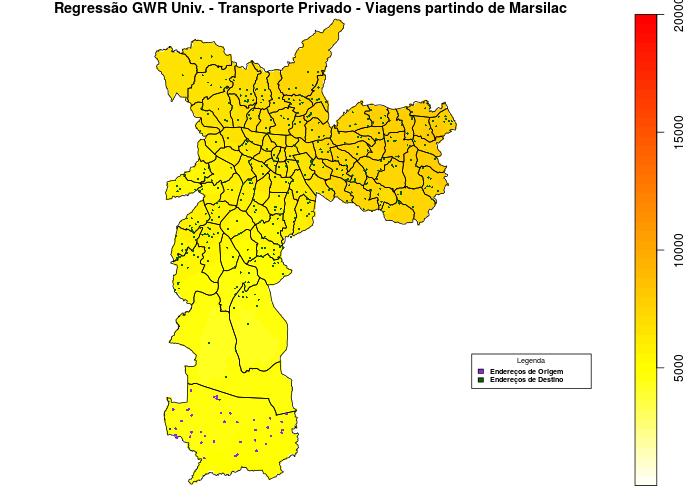 Regressão GWR Univ. - Transporte Privado - Viagens partindo de Marsilac
20000
15000
10000
5000
Legenda
Endereços de Origem
Endereços de Destino